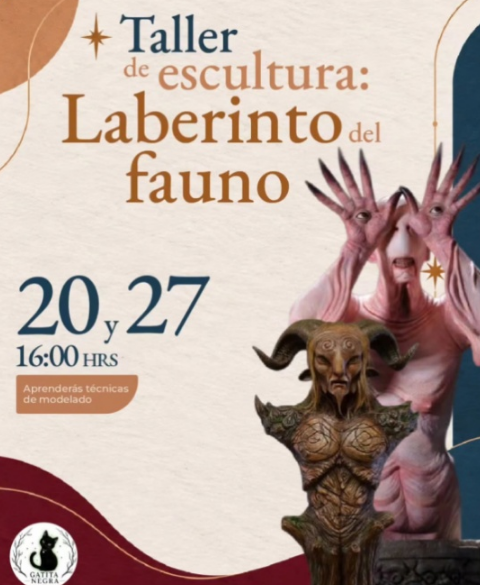 Taller
de escultura:
Laberinto del
fauno
20 y 27
16:00 HRS
Aprenderás técnicas
de modelado
GATITA
NEGRA